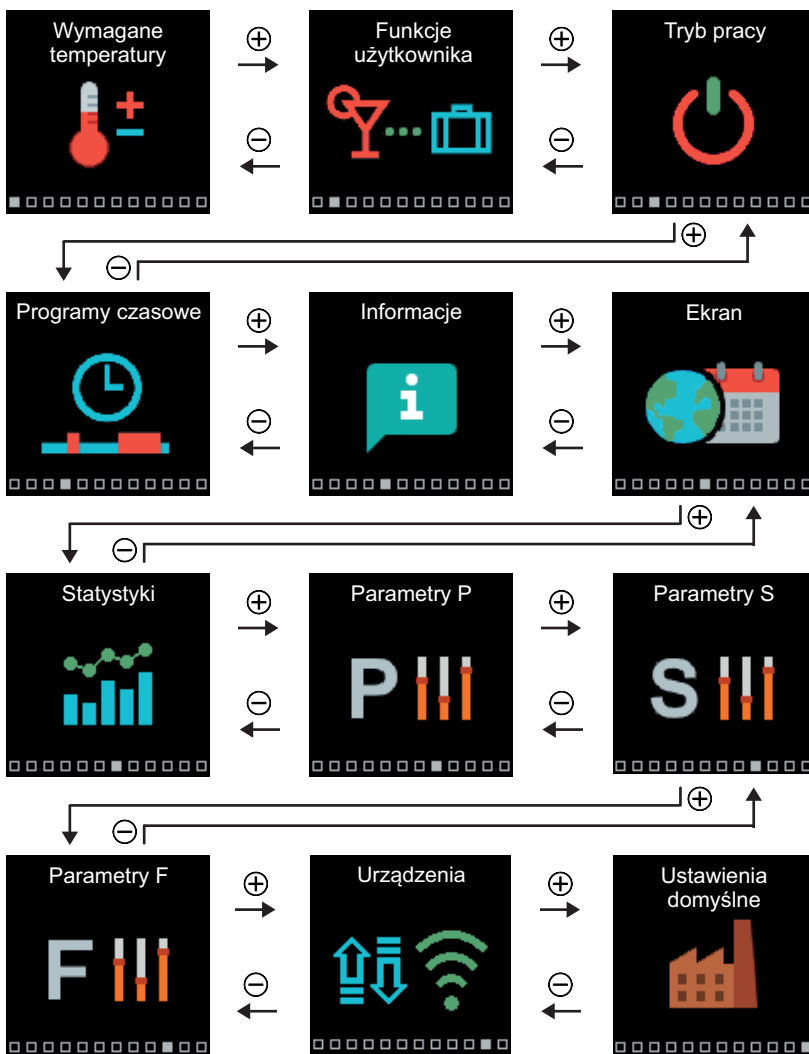 Wymagane
temperatury
Funkcje
użytkownika
Tryb pracy
Programy czasowe
Informacje
i
Ekran
Statystyki
Parametry P
P
Parametry S
S
Parametry F
F
Urządzenia
Ustawienia
domyślne